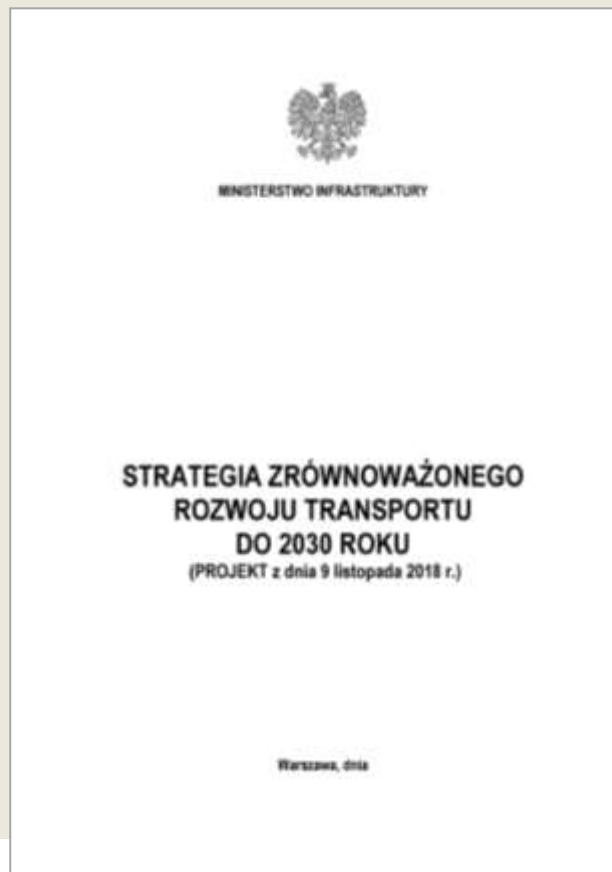 MINISTERSTWO INFRASTRUKTURY
STRATEGIA ZRÓWNOWAŻONEGO
ROZWOJU TRANSPORTU
DO 2030 ROKU
(PROJEKT z dnia 9 listopada 2018 r.)
Warszawa, dnia